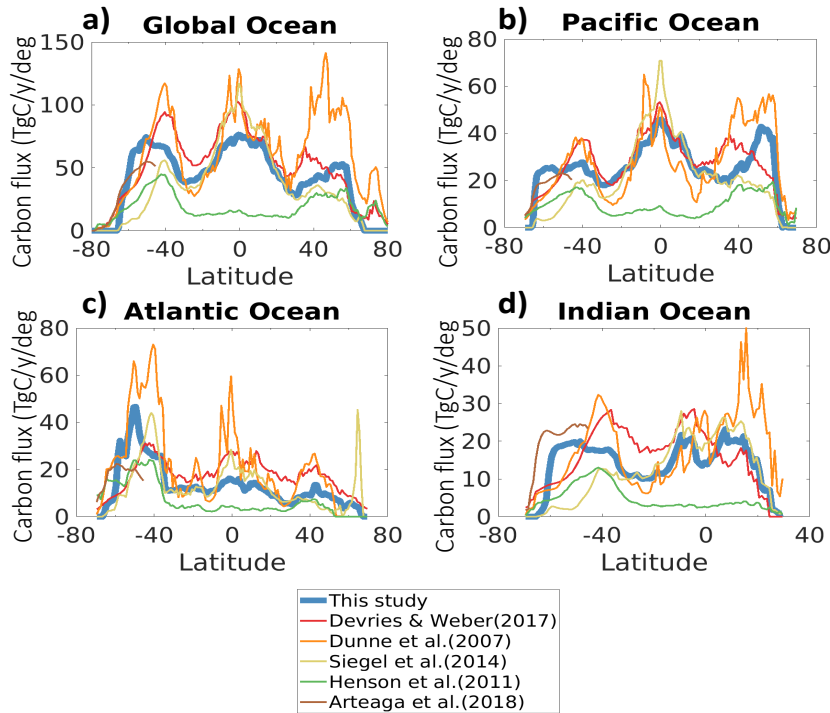 a) Global Ocean
Carbon flux (TgC/y/deg
150
100
50
0
-80 -40 0 40 80
Latitude
b) Pacific Ocean
Carbon flux (TgC/y/deg
80
60
40
20
0
-80 -40 0 40 80
Latitude
c) Atlantic Ocean
Carbon flux (TgC/y/deg
80
60
40
20
0
-80 -40 0 40 80
Latitude
d) Indian Ocean
Carbon flux (TgC/y/deg
50
40
30
20
10
0
-80 -40 0 40
Latitude
This study
Devries & Weber(2017)
Dunne et al.(2007)
Siegel et al.(2014)
Henson et al.(2011)
Arteaga et al.(2018)